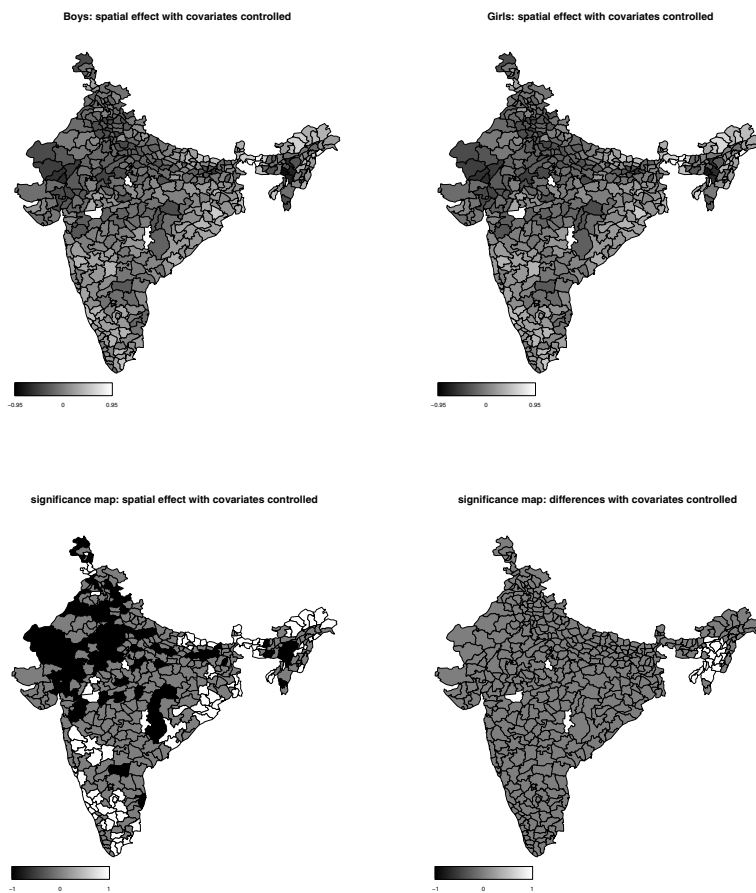 Boys: spatial effect with covariates controlled
Girls: spatial effect with covariates controlled
−0.95 0 0.95
−0.95 0 0.95
significance map: spatial effect with covariates controlled
significance map: differences with covariates controlled
−1 0 1
−1 0 1